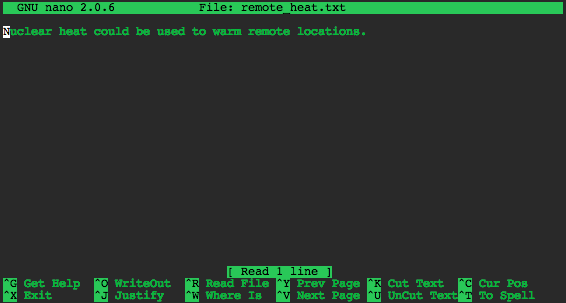 GNU nano 2.0.6 File: remote_heat.txt
Nuclear heat could be used to warm remote locations.
[ Read 1 line ]
^G Get Help ^O WriteOut ^R Read File ^Y Prev Page ^K Cut Text ^C Cur Pos
^X Exit ^J Justify ^W Where Is ^V Next Page ^U UnCut Text ^T To Spell